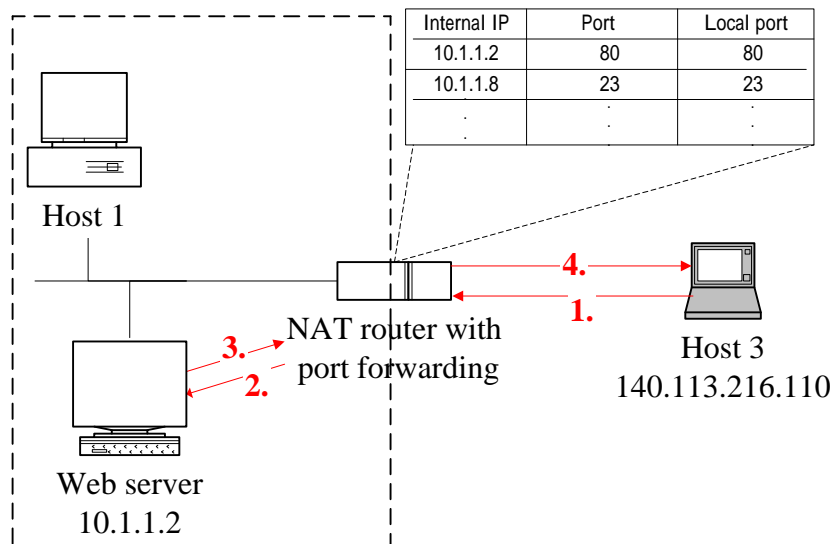 Internal IP Port Local port
10.1.1.2 80 80
10.1.1.8 23 23
. . .
. . .
. . .
Host 1
4.
1.
NAT router with
port forwarding
3.
2.
Host 3
140.113.216.110
Web server
10.1.1.2